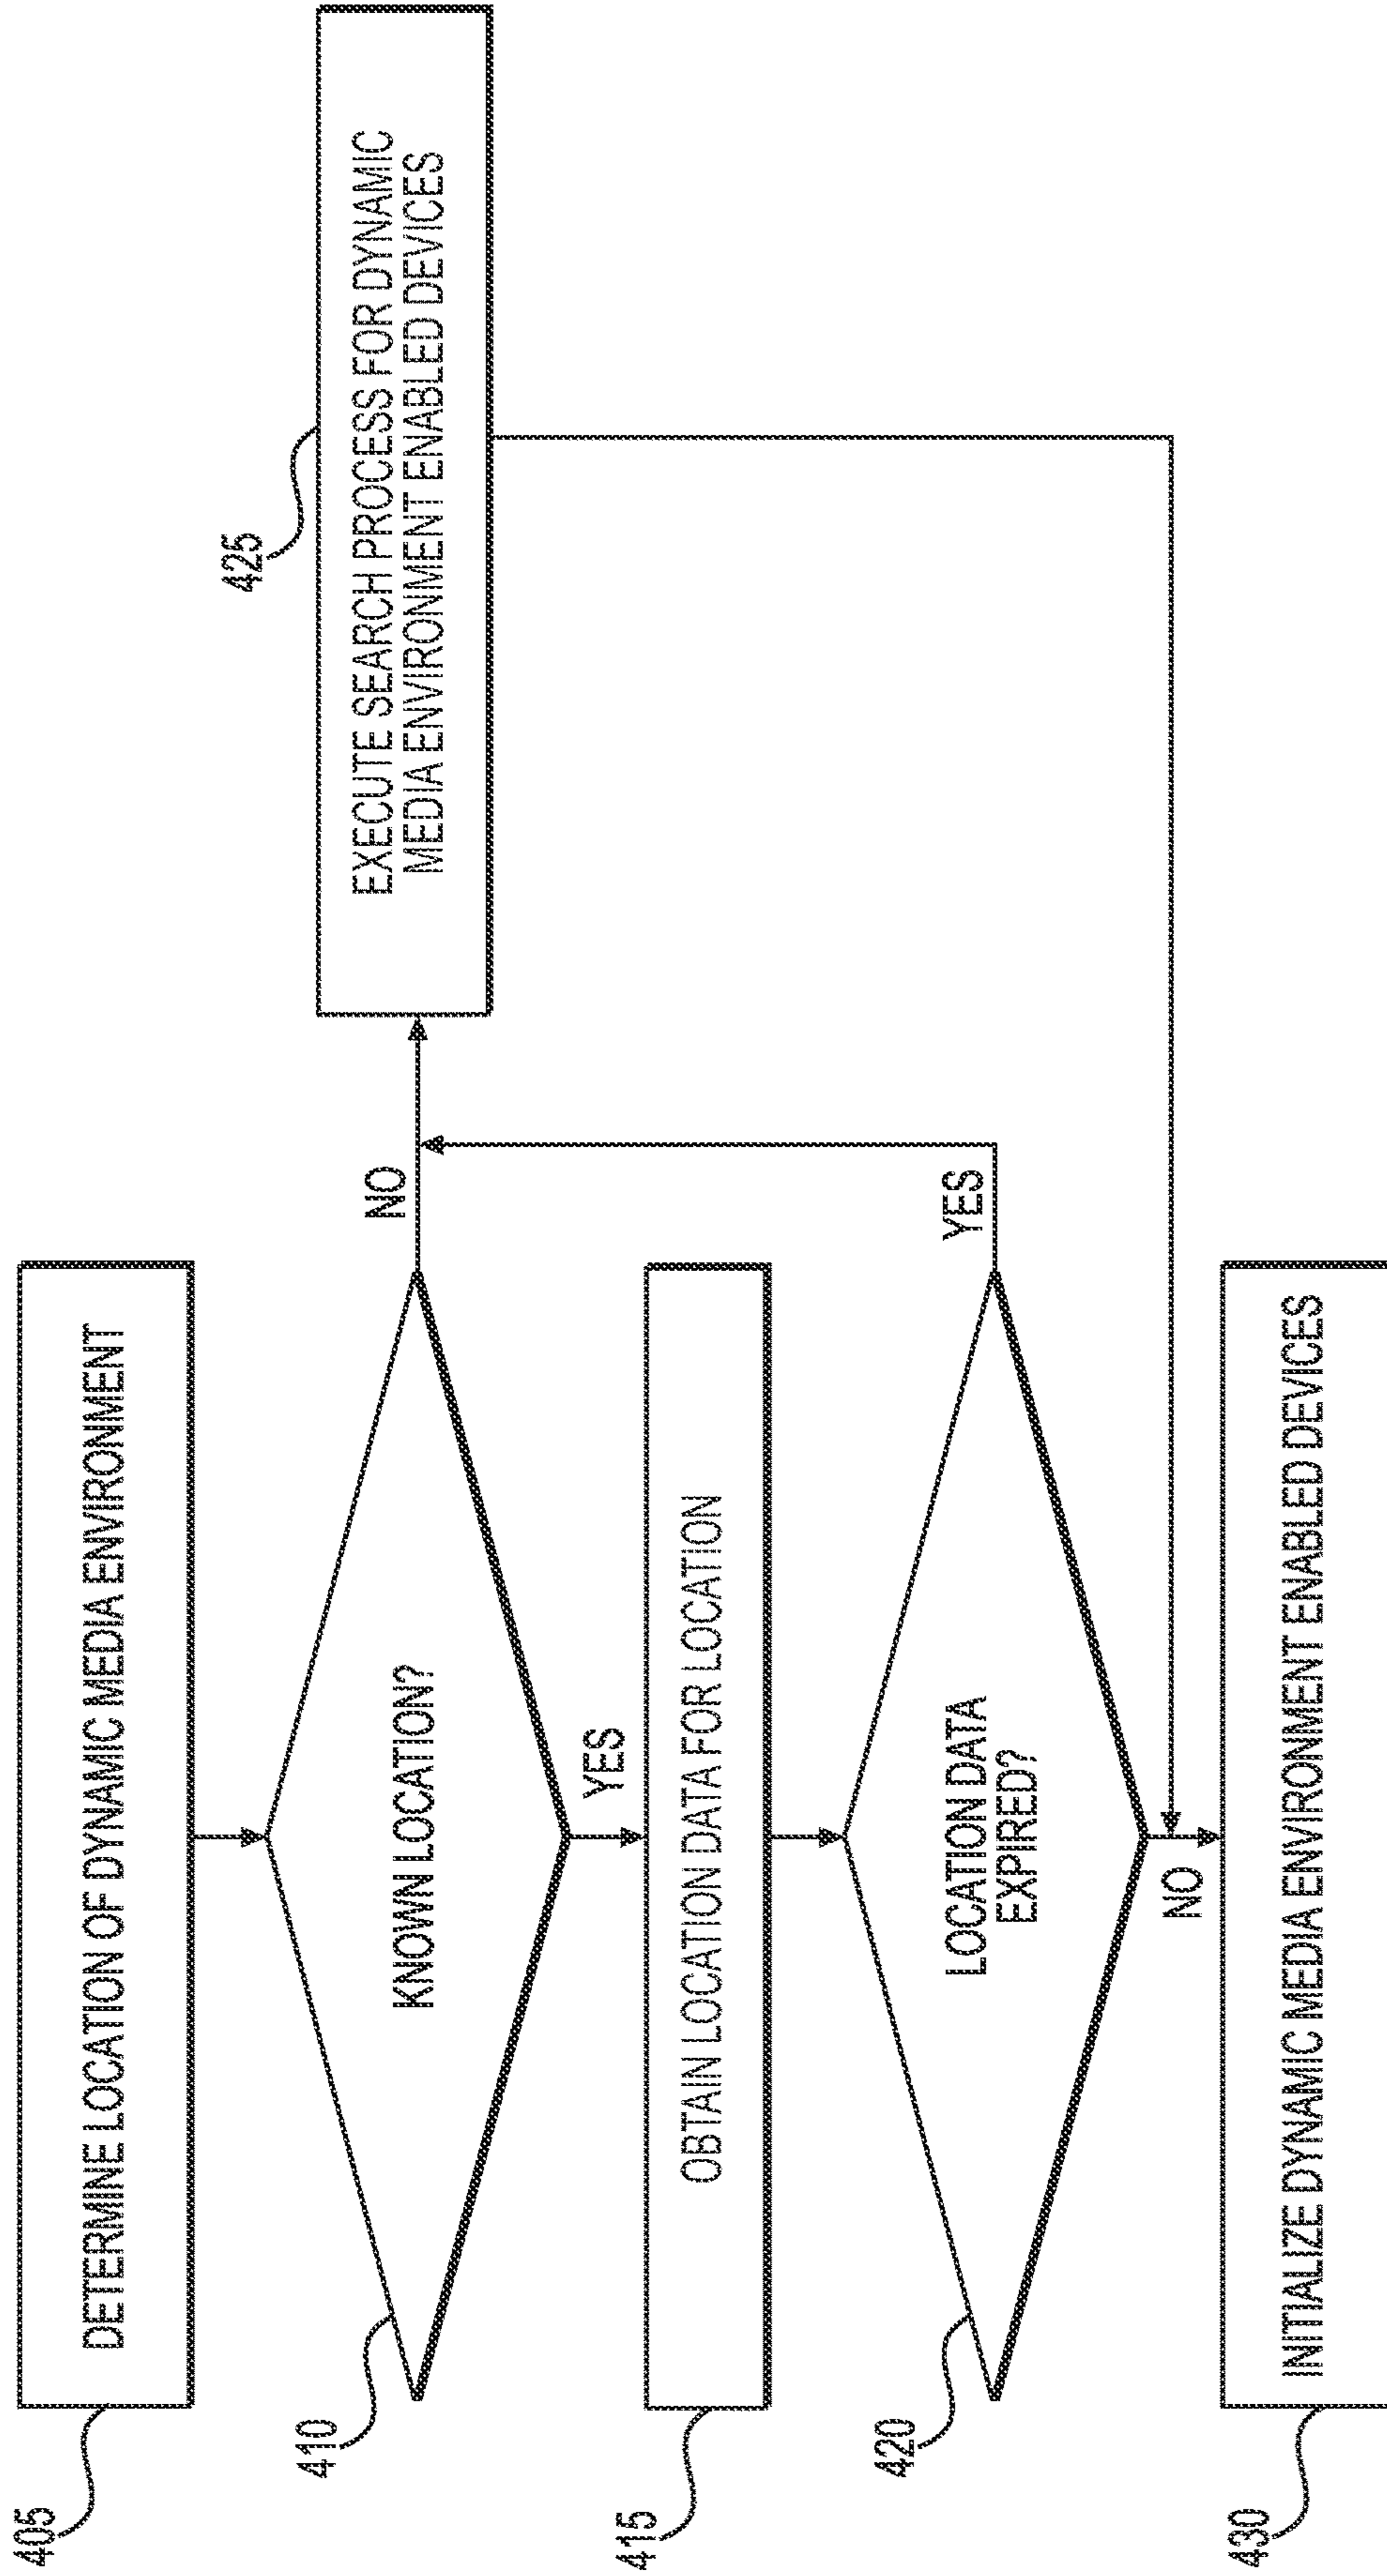 405
DETERMINE LOCATION OF DYNAMIC MEDIA ENVIRONMENT
410
KNOWN LOCATION?
NO
YES
425
EXECUTE SEARCH PROCESS FOR DYNAMIC
MEDIA ENVIRONMENT ENABLED DEVICES
415
OBTAIN LOCATION DATA FOR LOCATION
420
LOCATION DATA
EXPIRED?
YES
NO
430
INITIALIZE DYNAMIC MEDIA ENVIRONMENT ENABLED DEVICES